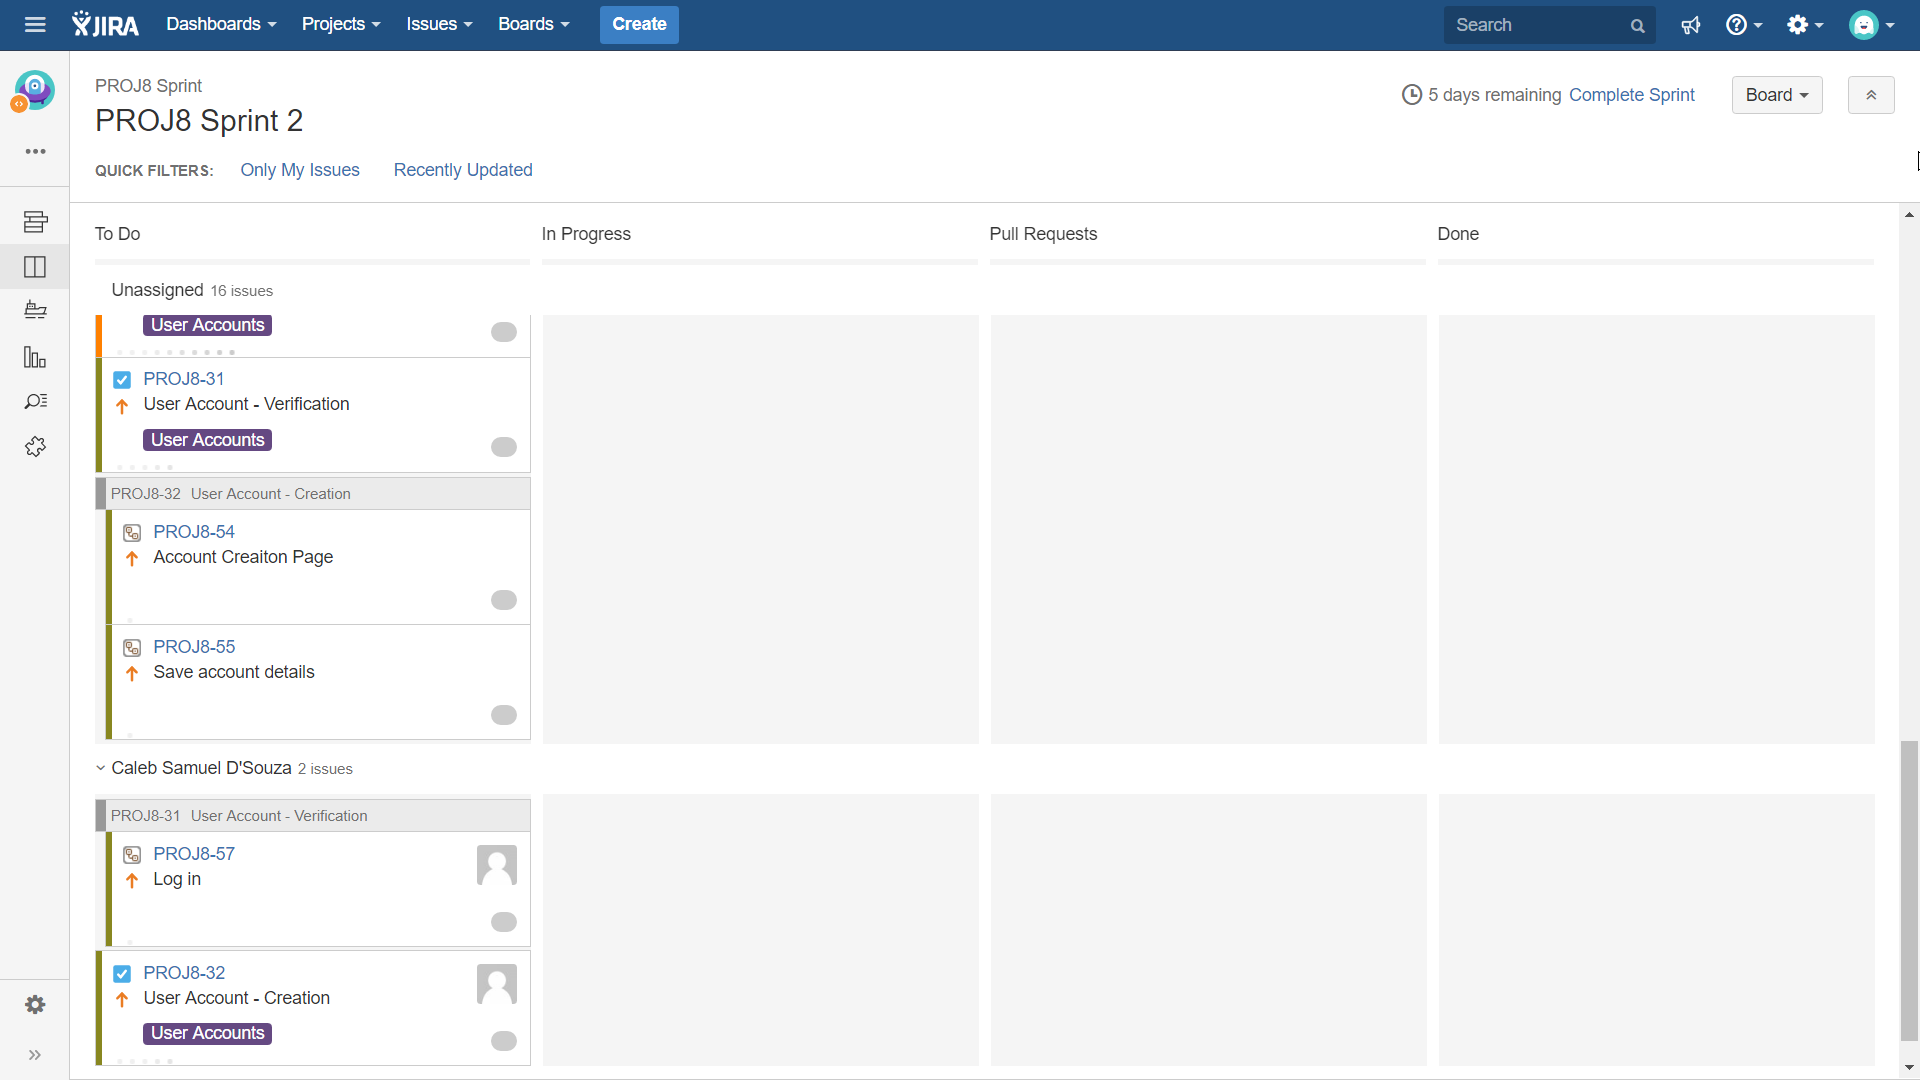 JIRA Dashboards Projects Issues Boards Create Search
PROJ8 Sprint
PROJ8 Sprint 2
5 days remaining Complete Sprint Board
QUICK FILTERS: Only My Issues Recently Updated
To Do In Progress Pull Requests Done
Unassigned 16 issues
User Accounts
PROJ8-31
User Account - Verification
User Accounts
PROJ8-32 User Account - Creation
PROJ8-54
Account Creaiton Page
PROJ8-55
Save account details
Caleb Samuel D'Souza 2 issues
PROJ8-31 User Account - Verification
PROJ8-57
Log in
PROJ8-32
User Account - Creation
User Accounts